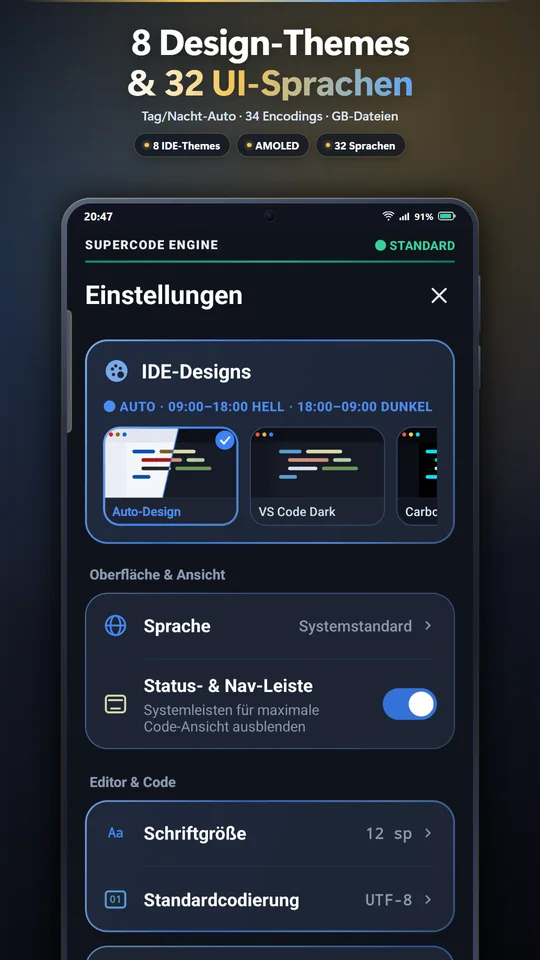 8 Design-Themes
& 32 UI-Sprachen
Tag/Nacht-Auto · 34 Encodings · GB-Dateien
8 IDE-Themes
AMOLED
32 Sprachen
20:47
91%
SUPERCODE ENGINE
STANDARD
Einstellungen
IDE-Designs
AUTO · 09:00–18:00 HELL · 18:00–09:00 DUNKEL
Auto-Design
VS Code Dark
Carbo
Oberfläche & Ansicht
Sprache
Systemstandard
Status- & Nav-Leiste
Systemleisten für maximale
Code-Ansicht ausblenden
Editor & Code
Aa
Schriftgröße
12 sp
01
Standardcodierung
UTF-8